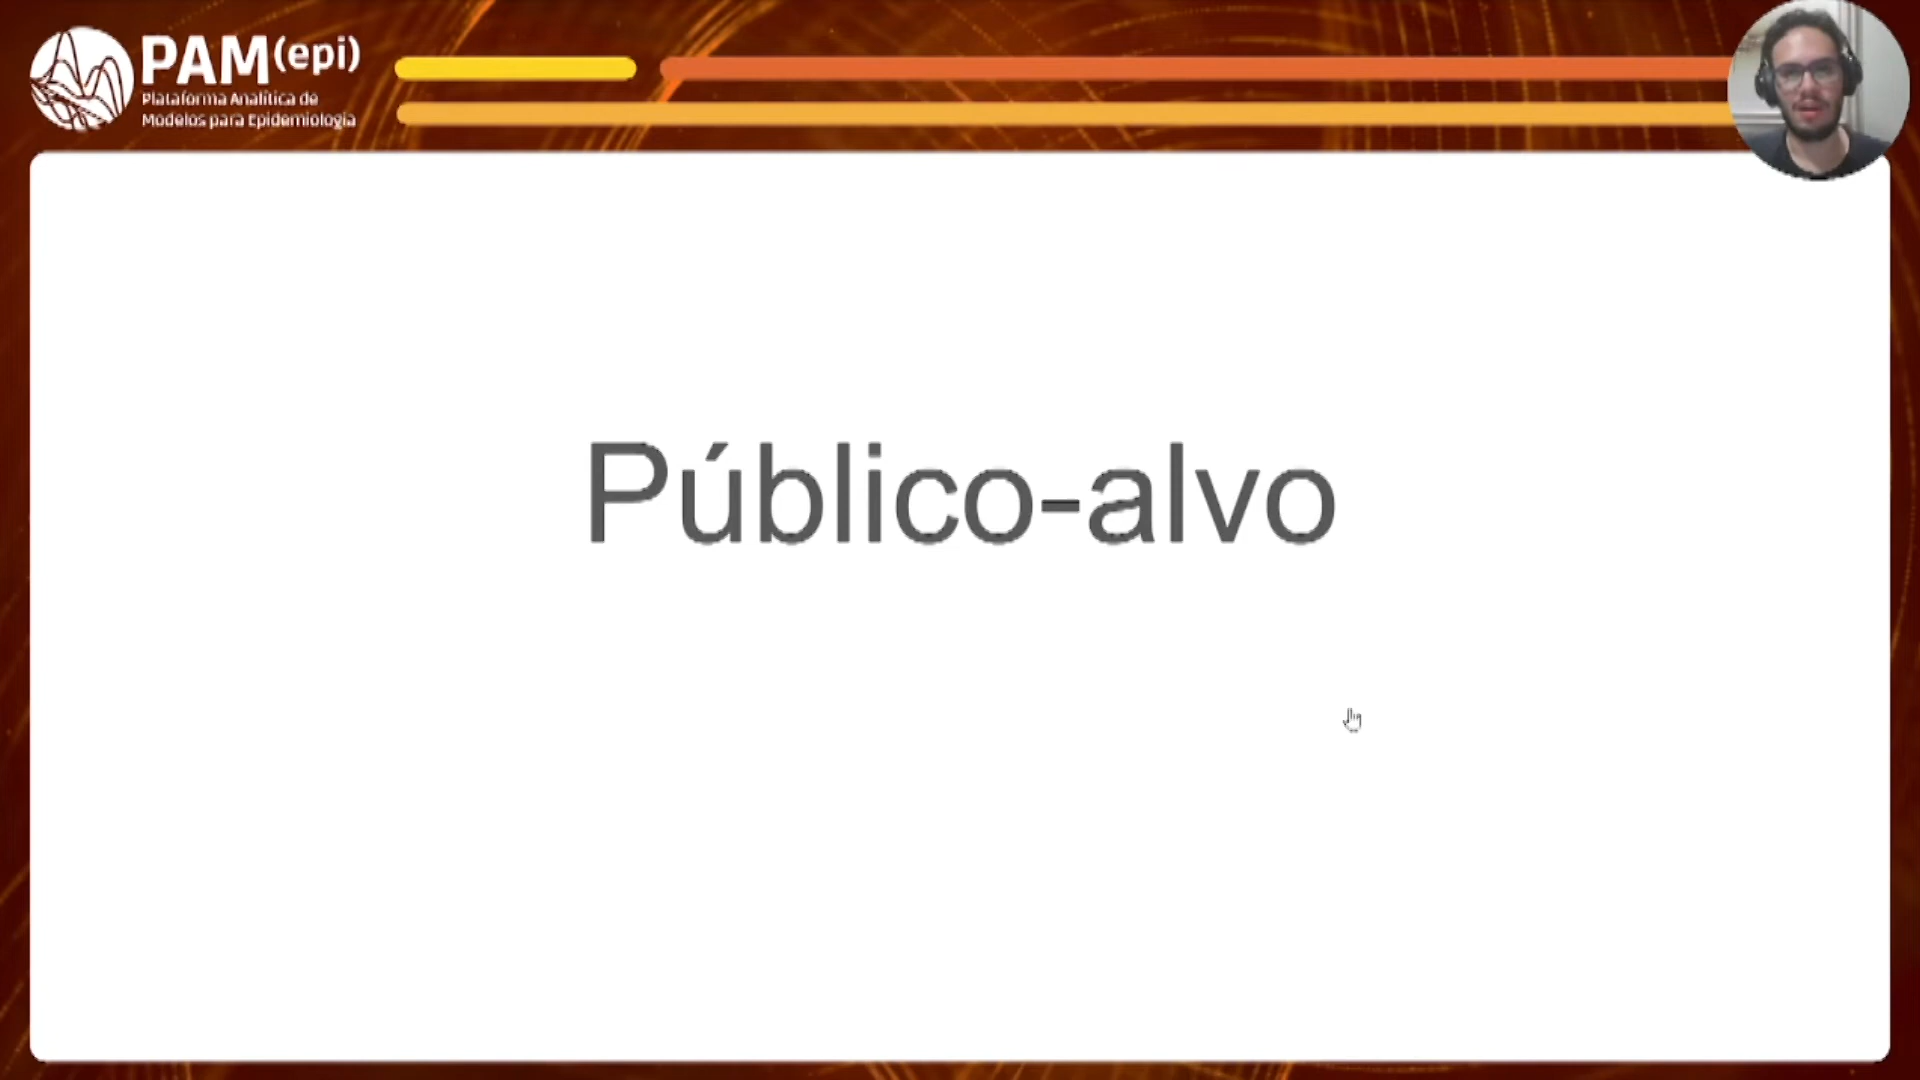 PAM(epi)
Plataforma Analítica de
Modelos para Epidemiologia
Público-alvo